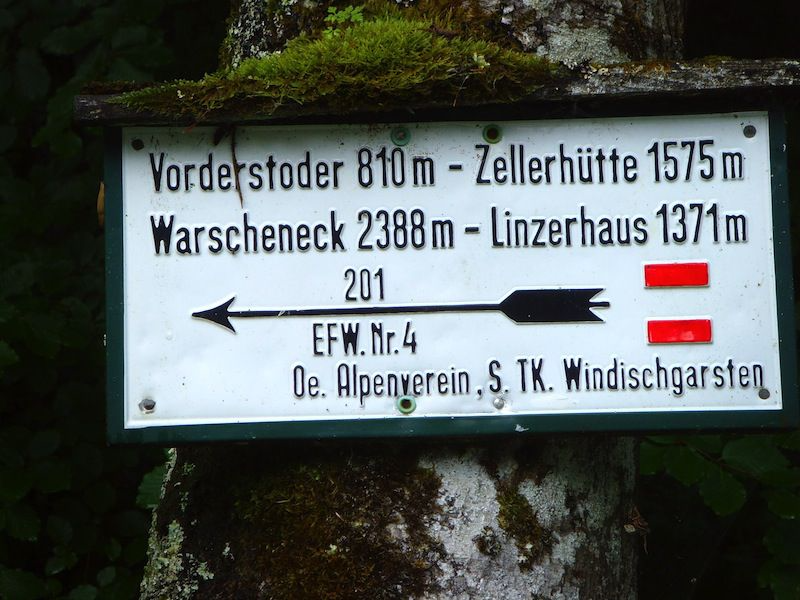 Vorderstoder 810m - Zellerhütte 1575m
Warscheneck 2388m - Linzerhaus 1371m
201
EFW. Nr. 4
Oe. Alpenverein, S. TK. Windischgarsten